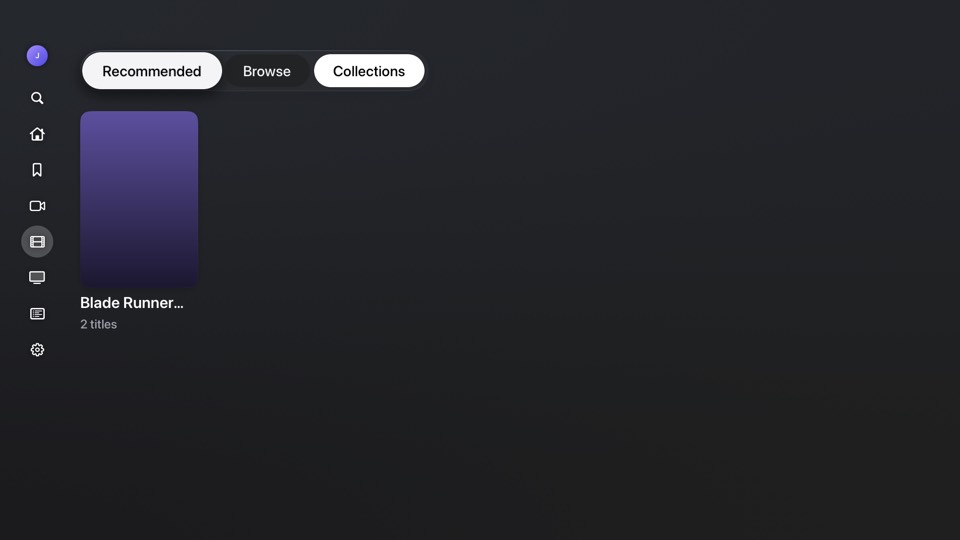 J
Recommended
Browse
Collections
Blade Runner...
2 titles